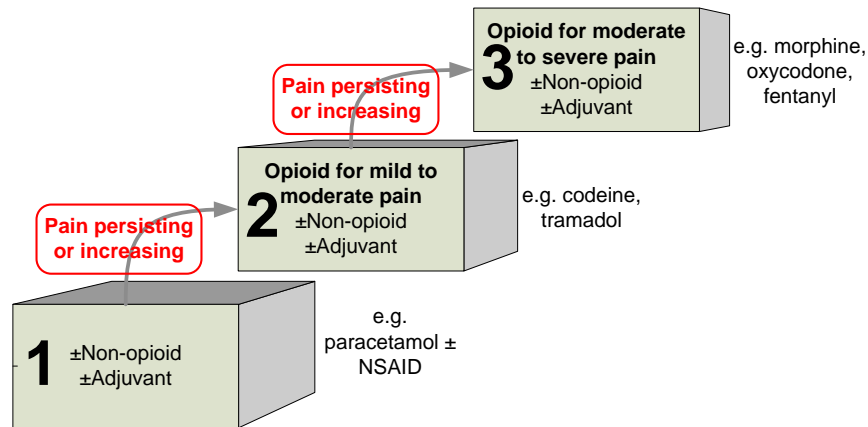 Opioid for moderate
to severe pain
3
±Non-opioid
±Adjuvant
e.g. morphine,
oxycodone,
fentanyl
Pain persisting
or increasing
Opioid for mild to
moderate pain
2
±Non-opioid
±Adjuvant
e.g. codeine,
tramadol
Pain persisting
or increasing
1
±Non-opioid
±Adjuvant
e.g.
paracetamol ±
NSAID